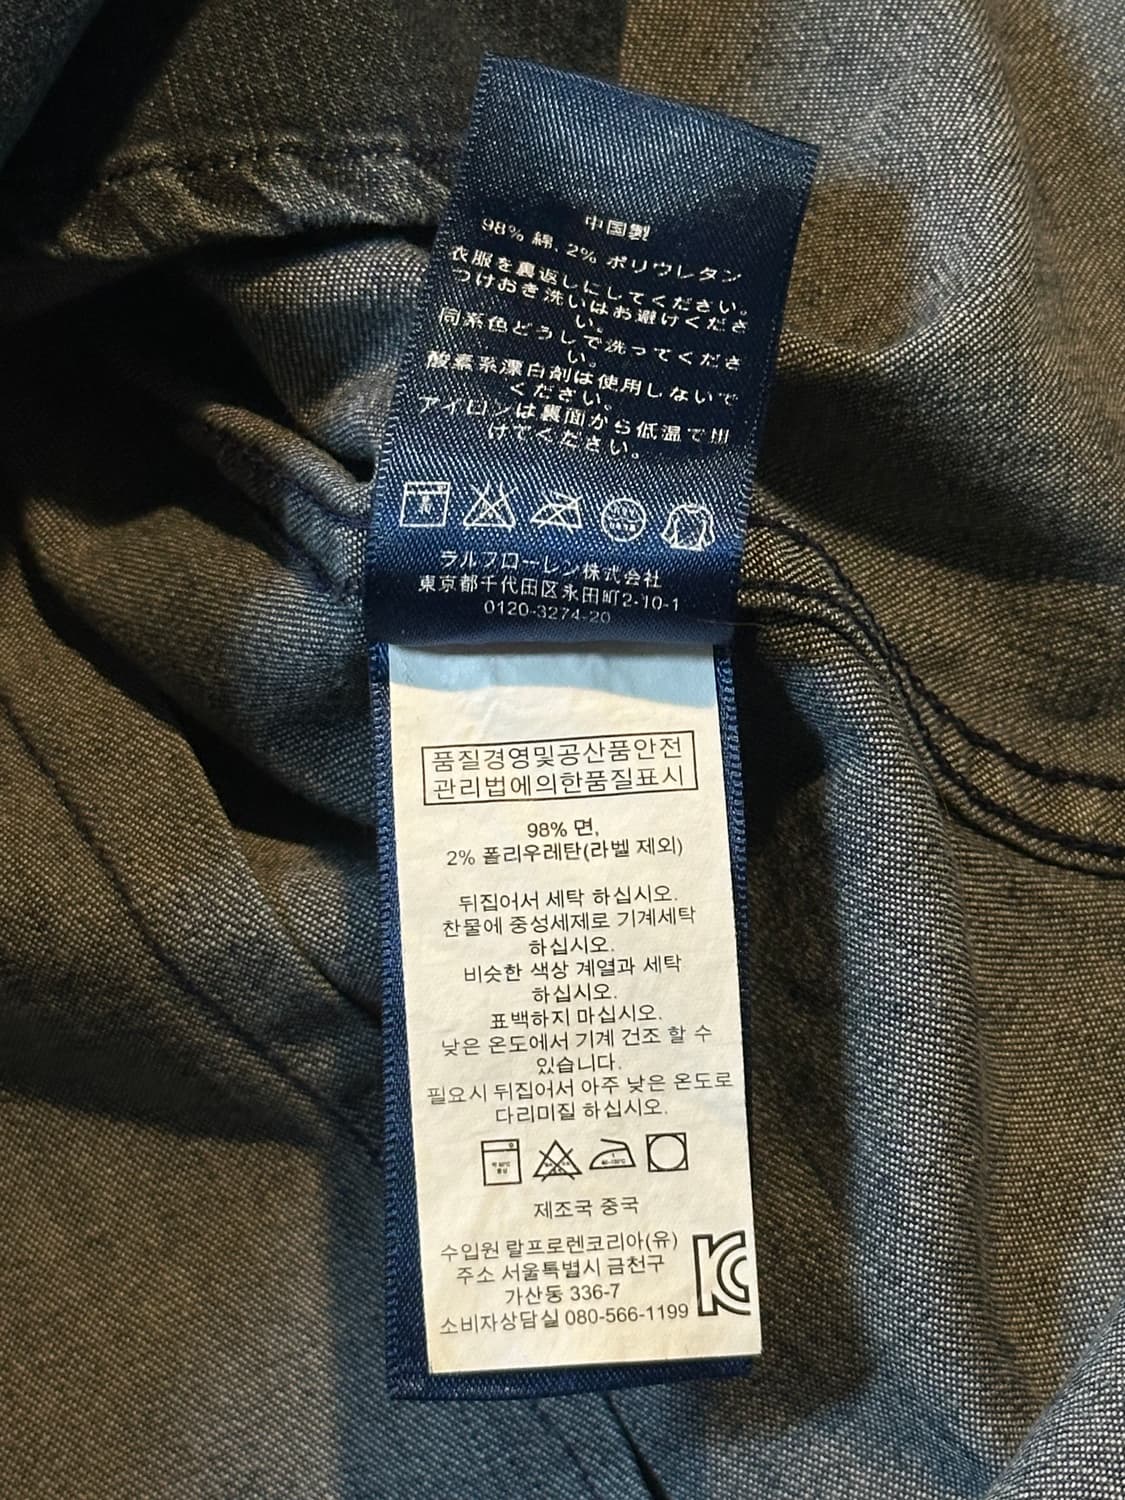 中国製
98% 綿、2% ポリウレタン
衣服を裏返しにしてください。
つけおき洗いはお避けくださ
い。
同系色どうしで洗ってくださ
い。
酸素系漂白剤は使用しないで
ください。
アイロンは裏面から低温で掛
けてください。
ラルフローレン株式会社
東京都千代田区永田町2-10-1
0120-3274-20
품질경영및공산품안전
관리법에의한품질표시
98% 면,
2% 폴리우레탄(라벨 제외)
뒤집어서 세탁 하십시오.
찬물에 중성세제로 기계세탁
하십시오.
비슷한 색상 계열과 세탁
하십시오.
표백하지 마십시오.
낮은 온도에서 기계 건조 할 수
있습니다.
필요시 뒤집어서 아주 낮은 온도로
다리미질 하십시오.
제조국 중국
수입원 랄프로렌코리아(유)
주소 서울특별시 금천구
가산동 336-7
소비자상담실 080-566-1199
KC